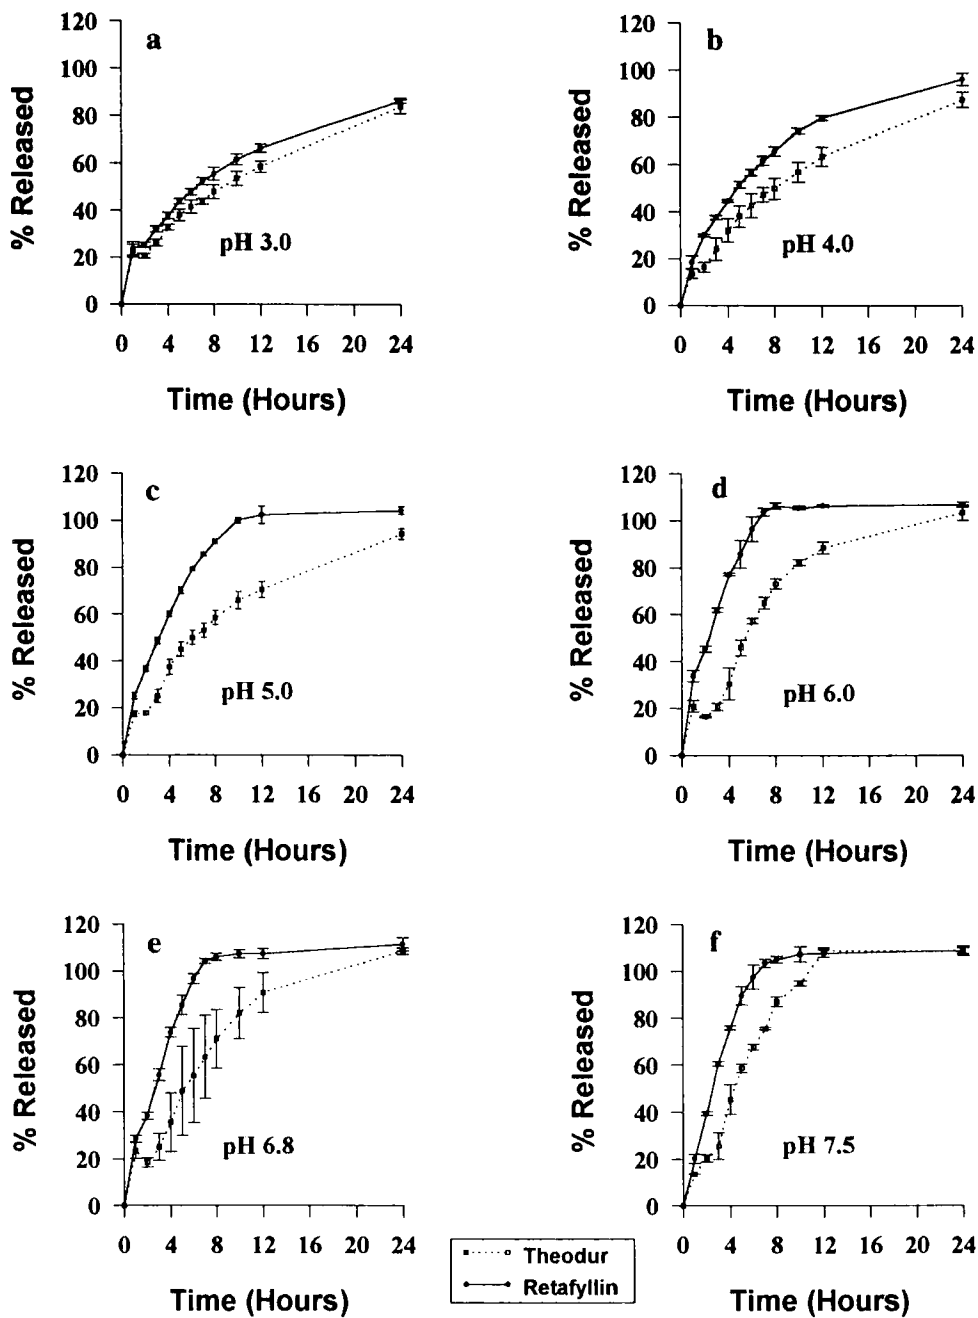 a
120
100
80
60
40
20
0
% Released
pH 3.0
0 4 8 12 16 20 24
Time (Hours)
b
120
100
80
60
40
20
0
% Released
pH 4.0
0 4 8 12 16 20 24
Time (Hours)
c
120
100
80
60
40
20
0
% Released
pH 5.0
0 4 8 12 16 20 24
Time (Hours)
d
120
100
80
60
40
20
0
% Released
pH 6.0
0 4 8 12 16 20 24
Time (Hours)
e
120
100
80
60
40
20
0
% Released
pH 6.8
0 4 8 12 16 20 24
Time (Hours)
f
120
100
80
60
40
20
0
% Released
pH 7.5
0 4 8 12 16 20 24
Time (Hours)
Theodur
Retafyllin